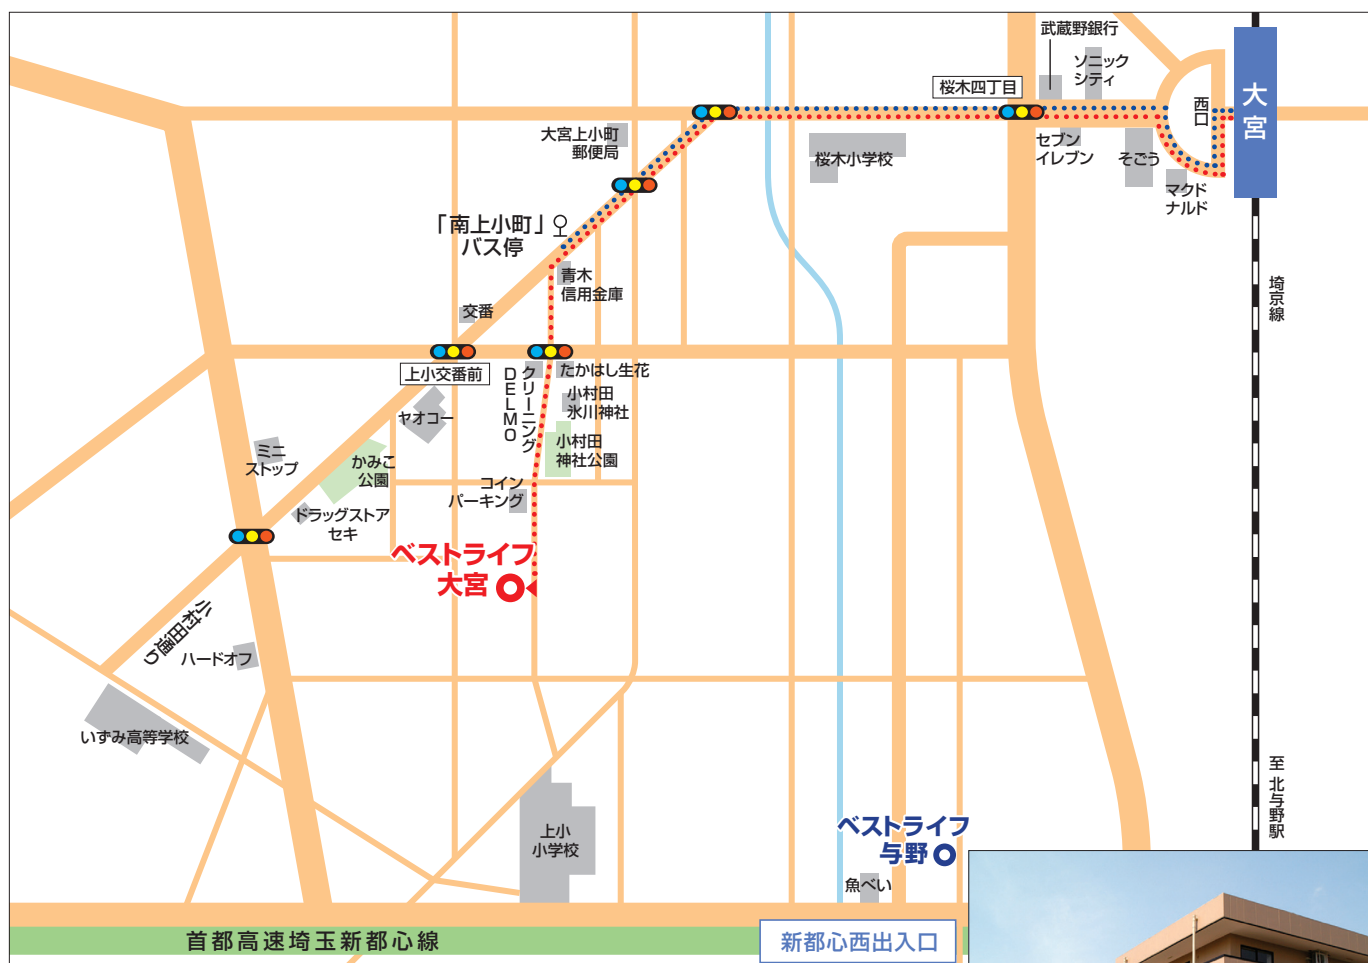 武蔵野銀行
ソニック
シティ
桜木四丁目
大宮
西口
大宮上小町
郵便局
桜木小学校
セブン
イレブン
そごう
マクド
ナルド
「南上小町」
バス停
青木
信用金庫
埼京線
交番
上小交番前
クリーニング
DELMO
たかはし生花
小村田
氷川神社
ヤオコー
小村田
神社公園
ミニ
ストップ
かみこ
公園
コイン
パーキング
ドラッグストア
セキ
ベストライフ
大宮
小村田通り
ハードオフ
いずみ高等学校
至 北与野駅
上小
小学校
ベストライフ
与野
魚べい
首都高速埼玉新都心線
新都心西出入口